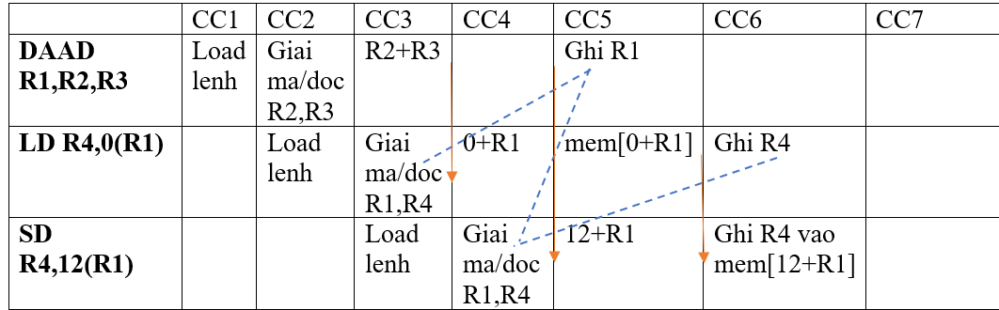 CC1 CC2 CC3 CC4 CC5 CC6 CC7
DAAD Load Giai R2+R3 Ghi R1
R1,R2,R3 lenh ma/doc
R2,R3
LD R4,0(R1) Load Giai 0+R1 mem[0+R1] Ghi R4
lenh ma/doc
R1,R4
SD Load Giai 12+R1 Ghi R4 vao
R4,12(R1) lenh ma/doc mem[12+R1]
R1,R4